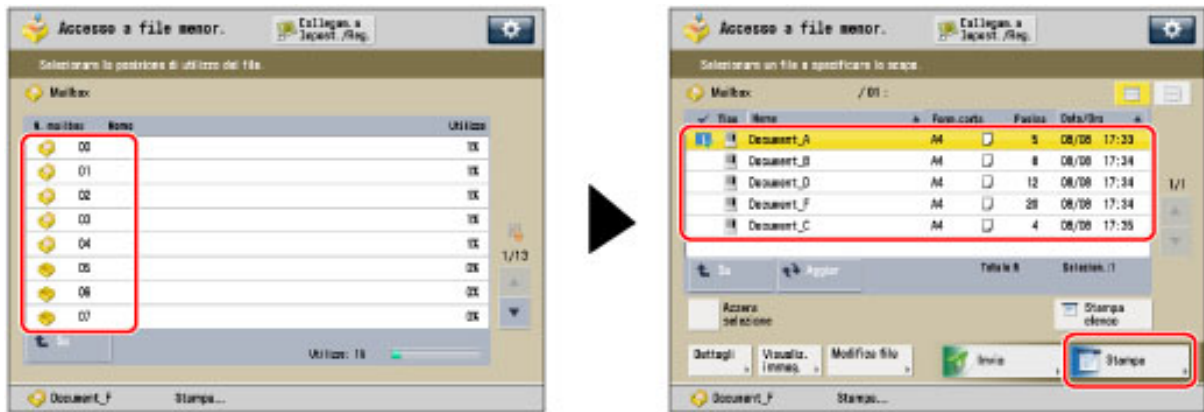 Accesso a file memor.
Collegam. a
Impost./Reg.
Selezionare la posizione di utilizzo del file.
Mailbox
N. mailbox Nome Utilizzo
00 1%
01 1%
02 1%
03 1%
04 1%
05 0%
06 0%
07 0%
1/13
Su
Utilizzo: 1%
Document_F Stampa...
Accesso a file memor.
Collegam. a
Impost./Reg.
Selezionare un file e specificare lo scopo.
Mailbox /01 :
✓ Tipo Nome Form.carta Pagine Data/Ora
1 Document_A A4 5 08/08 17:33
Document_B A4 8 08/08 17:34
Document_D A4 12 08/08 17:34
Document_F A4 20 08/08 17:34
Document_C A4 4 08/08 17:35
1/1
Su Aggior Selezion.:1
Azzera
selezione
Stampa
elenco
Dettagli
Visualiz.
immag.
Modifica file
Invia
Stampa
Document_F Stampa...